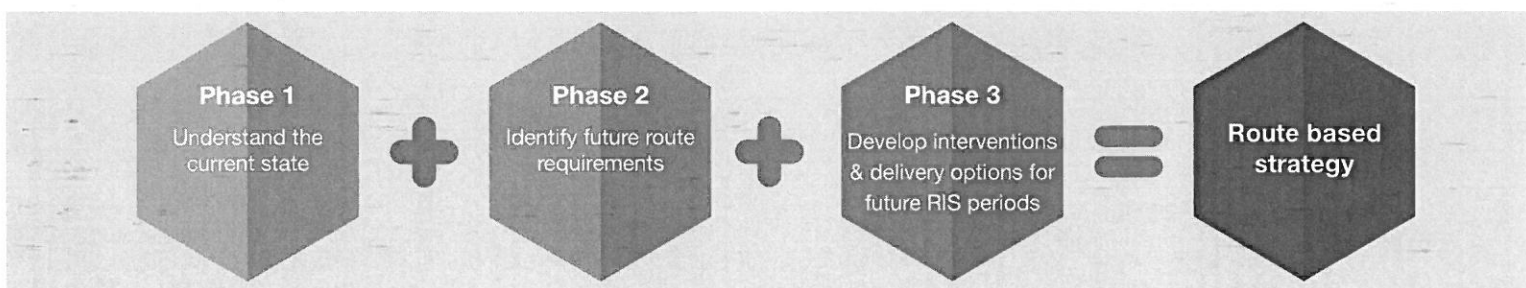 Phase 1
Understand the
current state
Phase 2
Identify future route
requirements
Phase 3
Develop interventions
& delivery options for
future RIS periods
Route based
strategy